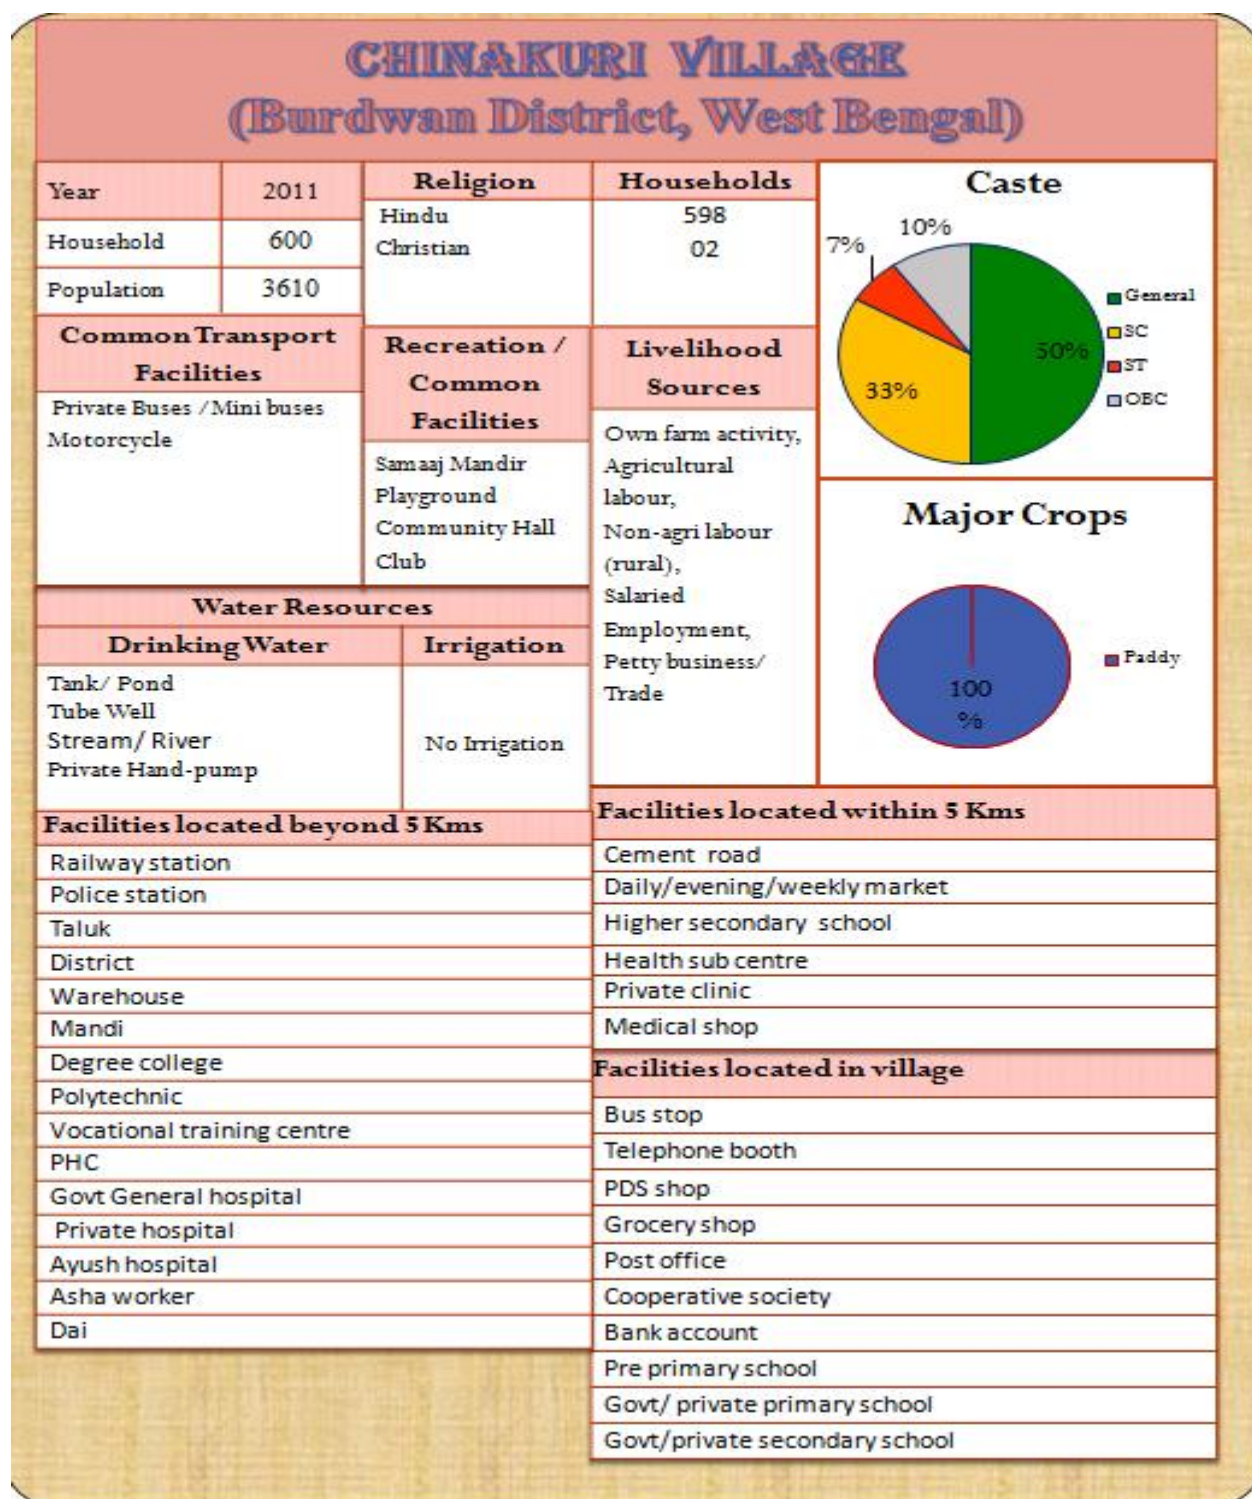 CHINAKURI VILLAGE
(Burdwan District, West Bengal)
Year 2011
Household 600
Population 3610
Religion Households
Hindu 598
Christian 02
Caste
10%
7%
50%
33%
General
SC
ST
OBC
Common Transport
Facilities
Private Buses /Mini buses
Motorcycle
Recreation /
Common
Facilities
Samaaj Mandir
Playground
Community Hall
Club
Livelihood
Sources
Own farm activity,
Agricultural
labour,
Non-agri labour
(rural),
Salaried
Employment,
Petty business/
Trade
Major Crops
100
%
Paddy
Water Resources
Drinking Water Irrigation
Tank/ Pond
Tube Well
Stream/ River
Private Hand-pump
No Irrigation
Facilities located beyond 5 Kms
Railway station
Police station
Taluk
District
Warehouse
Mandi
Degree college
Polytechnic
Vocational training centre
PHC
Govt General hospital
Private hospital
Ayush hospital
Asha worker
Dai
Facilities located within 5 Kms
Cement road
Daily/evening/weekly market
Higher secondary school
Health sub centre
Private clinic
Medical shop
Facilities located in village
Bus stop
Telephone booth
PDS shop
Grocery shop
Post office
Cooperative society
Bank account
Pre primary school
Govt/ private primary school
Govt/private secondary school